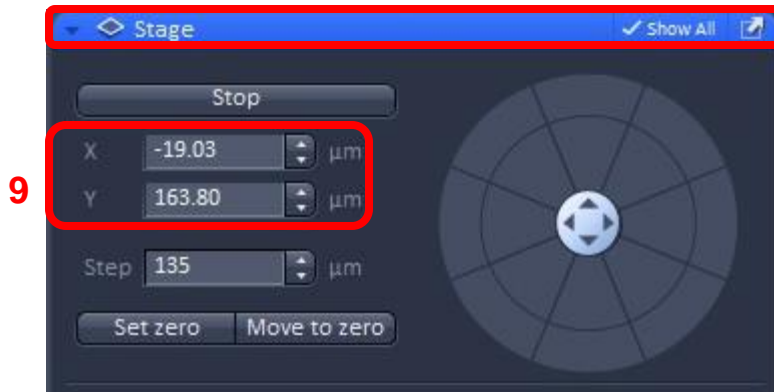 Stage Show All
Stop
X -19.03 µm
9
Y 163.80 µm
Step 135 µm
Set zero Move to zero